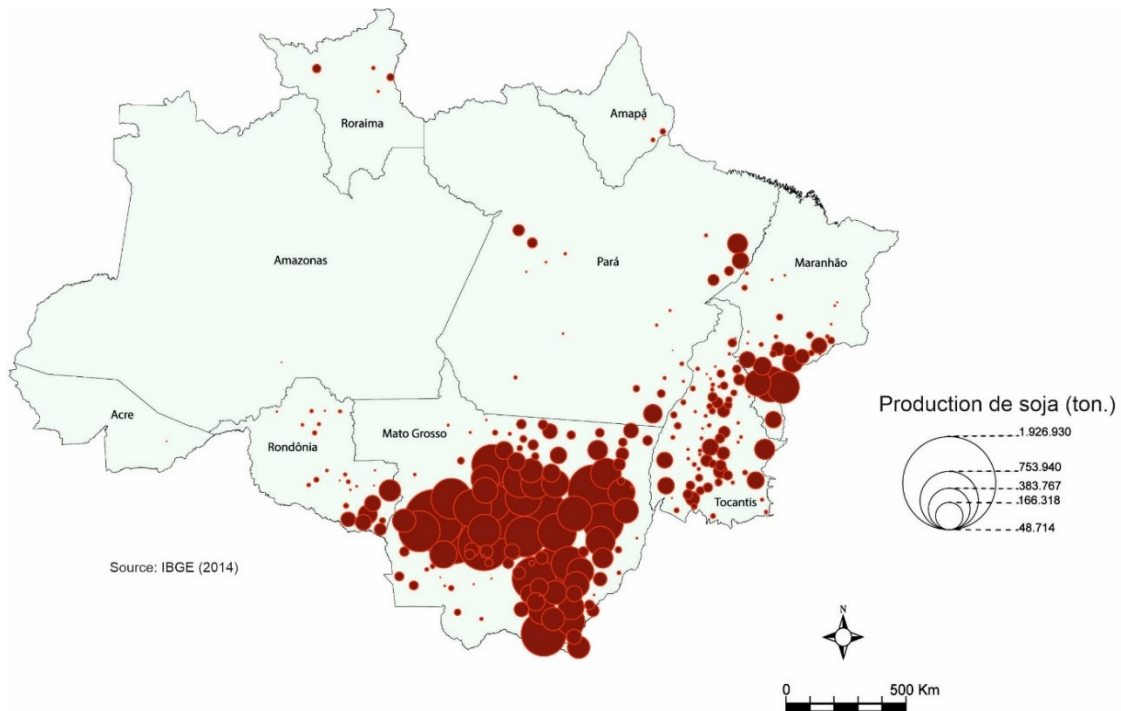 Roraima
Amapá
Amazonas
Pará
Maranhão
Acre
Rondônia
Mato Grosso
Tocantis
Production de soja (ton.)
1.926.930
753.940
383.767
166.318
48.714
Source: IBGE (2014)
N
0 500 Km